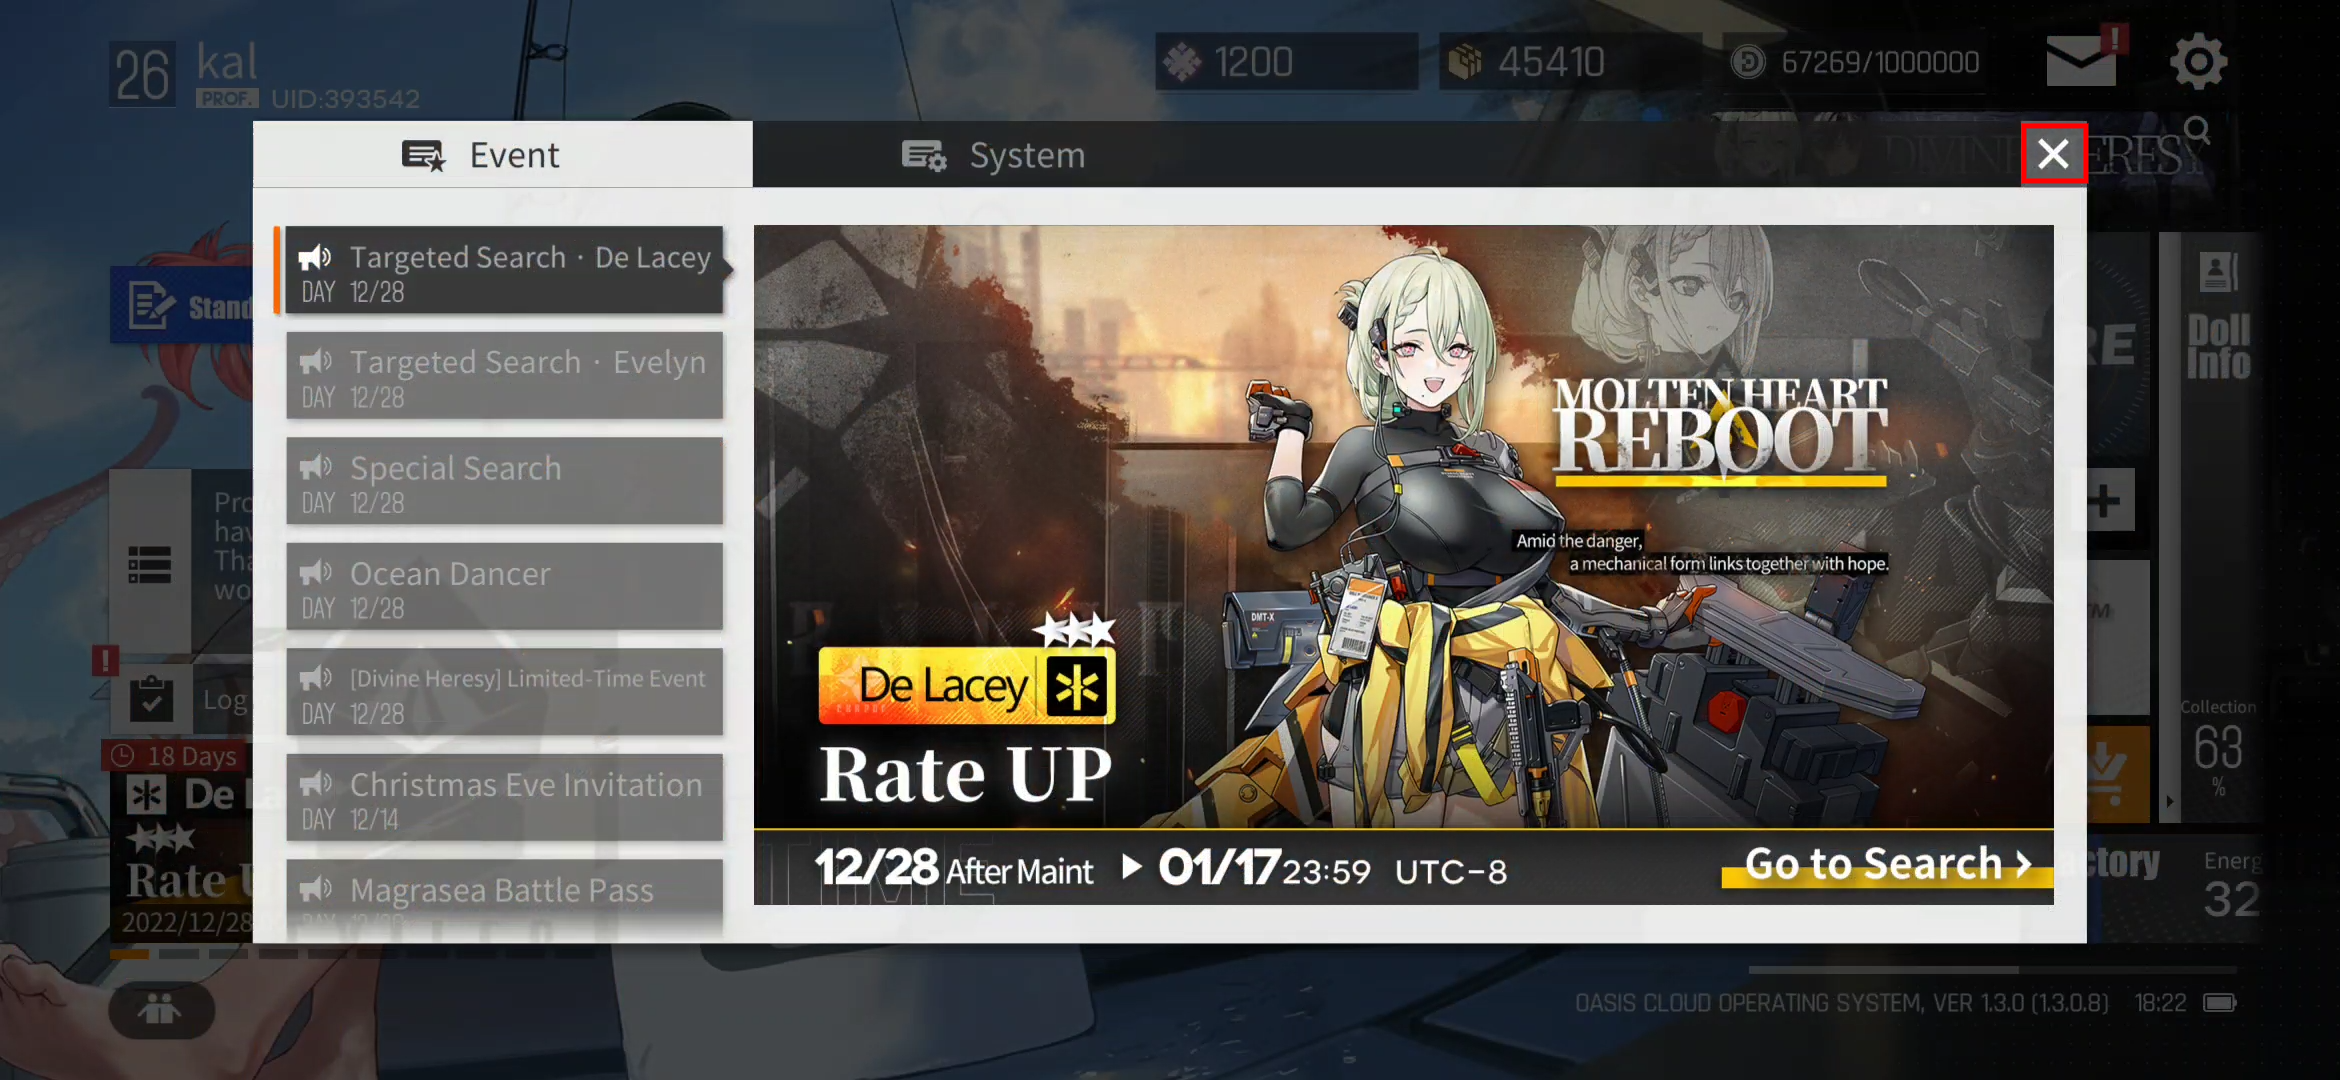 26
kal
PROF. UID:393542
1200
45410
67269/1000000
Event
System
Targeted Search · De Lacey
DAY 12/28
Targeted Search · Evelyn
DAY 12/28
Special Search
DAY 12/28
Ocean Dancer
DAY 12/28
[Divine Heresy] Limited-Time Event
DAY 12/28
Christmas Eve Invitation
DAY 12/14
Magrasea Battle Pass
MOLTEN HEART
REBOOT
Amid the danger,
a mechanical form links together with hope.
DMT-X
De Lacey
Rate UP
12/28 After Maint ▶ 01/17 23:59 UTC-8
Go to Search
Log
18 Days
2022/12/28
Doll
Info
Collection
63
%
32
OASIS CLOUD OPERATING SYSTEM, VER 1.3.0 (1.3.0.8) 18:22